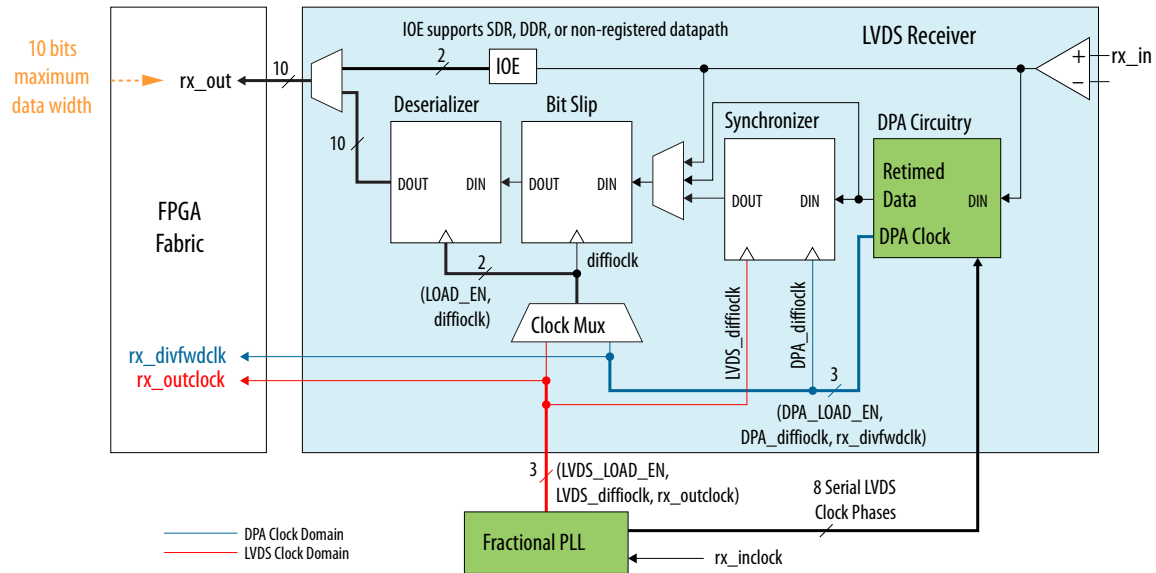 IOE supports SDR, DDR, or non-registered datapath
LVDS Receiver
10 bits
maximum
data width
rx_out
10
2
IOE
+
−
rx_in
Deserializer
Bit Slip
Synchronizer
DPA Circuitry
10
DOUT
DIN
DOUT
DIN
DOUT
DIN
Retimed
Data
DIN
DPA Clock
FPGA
Fabric
2
diffioclk
(LOAD_EN,
diffioclk)
Clock Mux
LVDS_diffioclk
DPA_diffioclk
rx_divfwdclk
rx_outclock
3
(DPA_LOAD_EN,
DPA_diffioclk, rx_divfwdclk)
3
(LVDS_LOAD_EN,
LVDS_diffioclk, rx_outclock)
8 Serial LVDS
Clock Phases
Fractional PLL
rx_inclock
DPA Clock Domain
LVDS Clock Domain